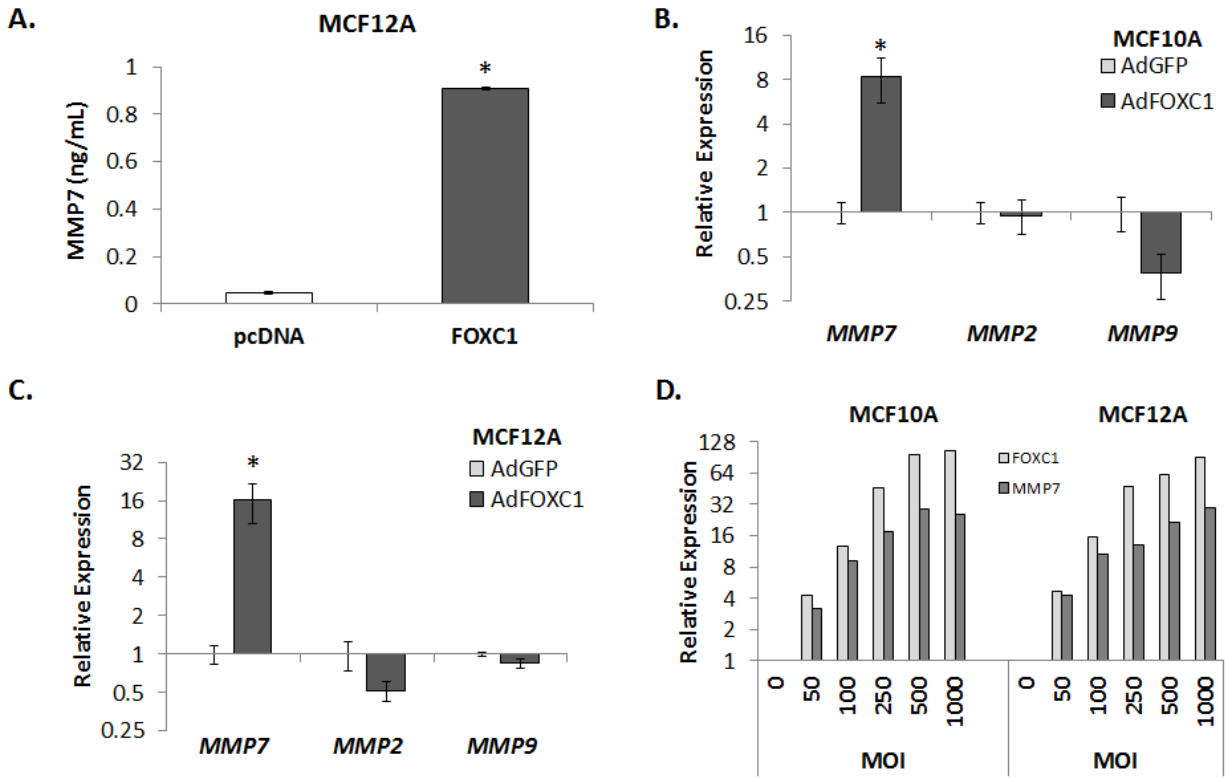 A.
MCF12A
MMP7 (ng/mL)
1
0.8
0.6
0.4
0.2
0
*
pcDNA
FOXC1
B.
MCF10A
AdGFP
AdFOXC1
Relative Expression
16
8
4
2
1
0.5
0.25
*
MMP7
MMP2
MMP9
C.
MCF12A
AdGFP
AdFOXC1
Relative Expression
32
16
8
4
2
1
0.5
0.25
*
MMP7
MMP2
MMP9
D.
MCF10A
MCF12A
FOXC1
MMP7
Relative Expression
128
64
32
16
8
4
2
1
0
50
100
250
500
1000
0
50
100
250
500
1000
MOI
MOI